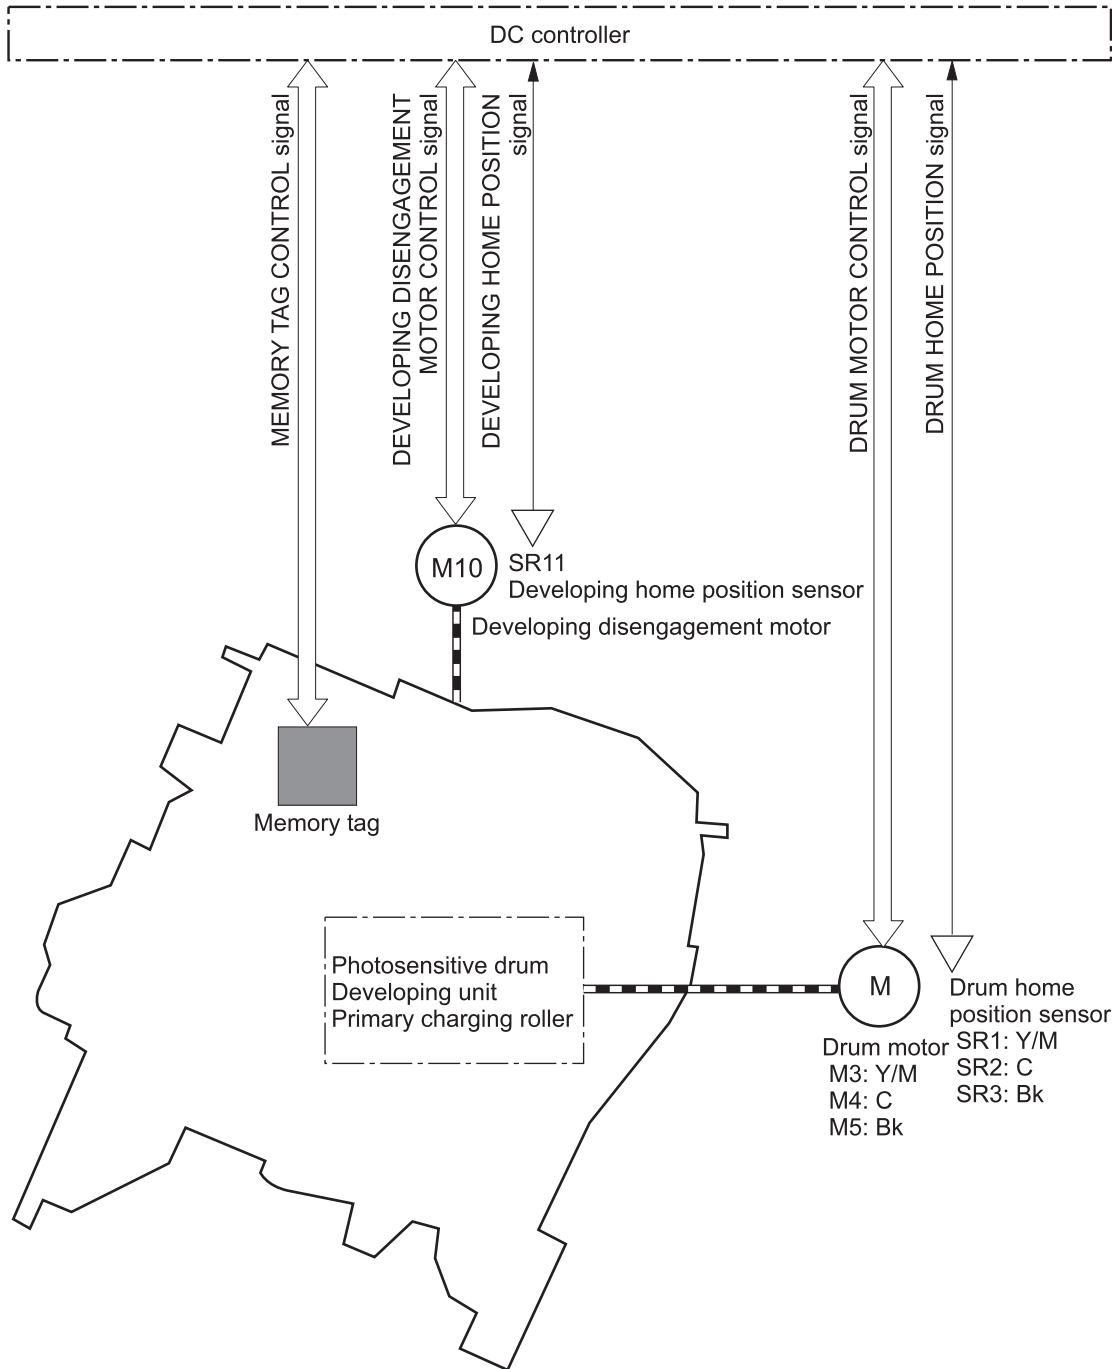 DC controller
MEMORY TAG CONTROL signal
DEVELOPING DISENGAGEMENT
MOTOR CONTROL signal
DEVELOPING HOME POSITION
signal
DRUM MOTOR CONTROL signal
DRUM HOME POSITION signal
M10
SR11
Developing home position sensor
Developing disengagement motor
Memory tag
Photosensitive drum
Developing unit
Primary charging roller
M
Drum motor
M3: Y/M
M4: C
M5: Bk
Drum home
position sensor
SR1: Y/M
SR2: C
SR3: Bk